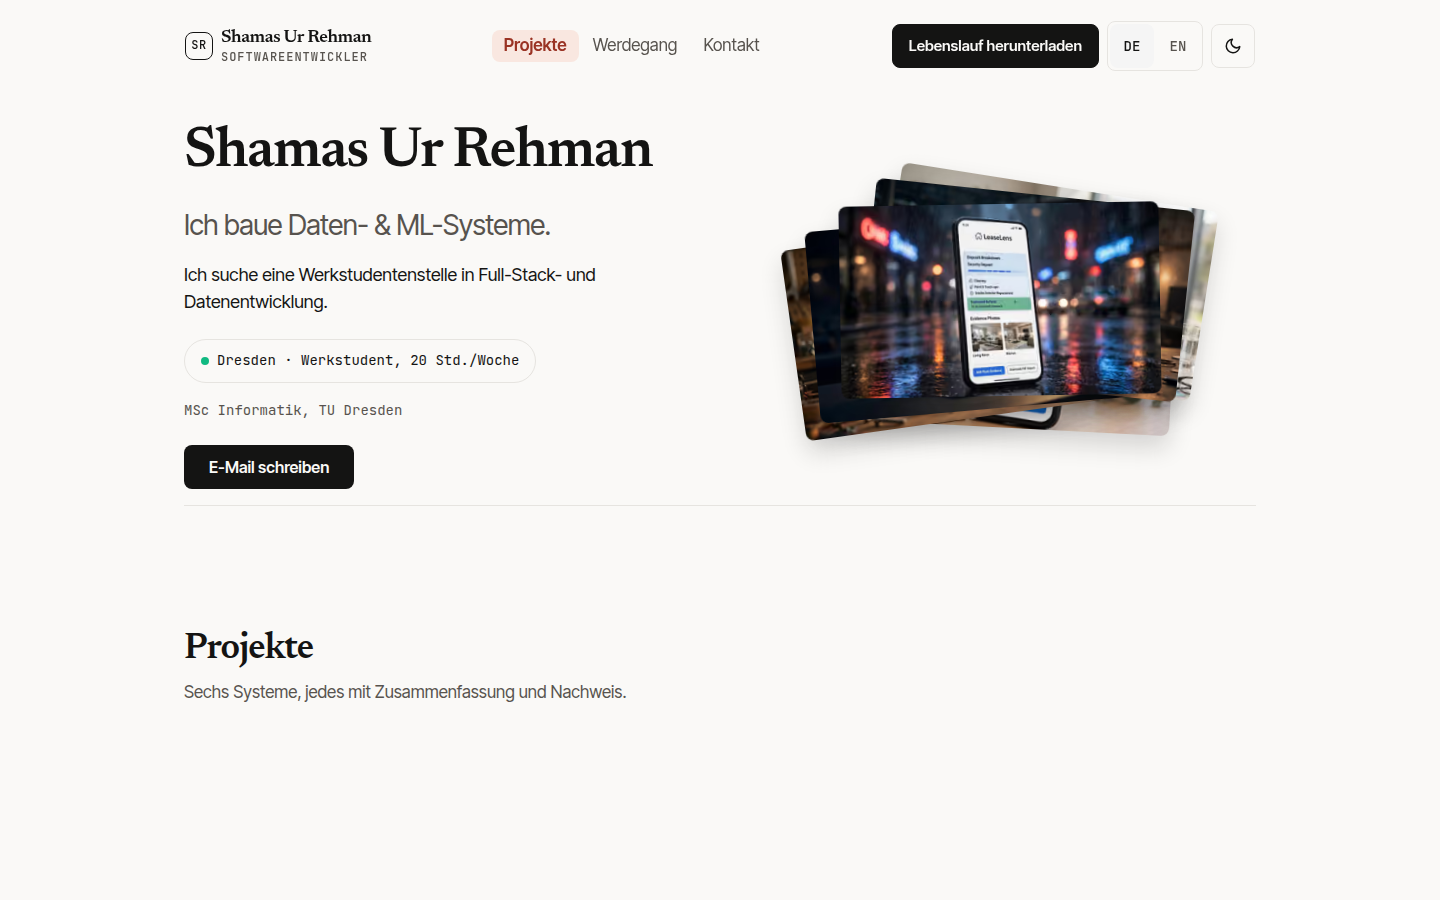 SR
Shamas Ur Rehman
SOFTWAREENTWICKLER
Projekte
Werdegang
Kontakt
Lebenslauf herunterladen
DE
EN
Shamas Ur Rehman
Ich baue Daten- & ML-Systeme.
Ich suche eine Werkstudentenstelle in Full-Stack- und
Datenentwicklung.
Dresden · Werkstudent, 20 Std./Woche
MSc Informatik, TU Dresden
E-Mail schreiben
LeaseLens
Evidence Photos
Projekte
Sechs Systeme, jedes mit Zusammenfassung und Nachweis.